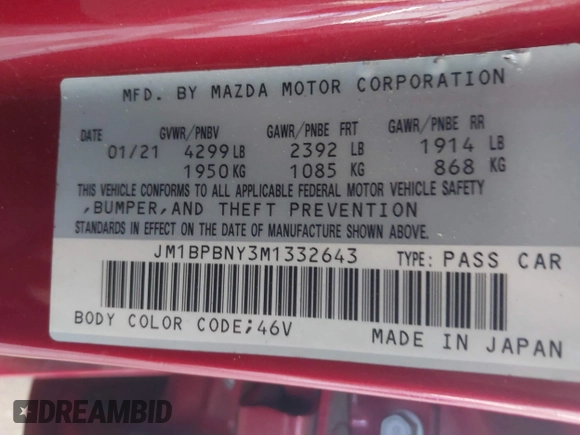 MFD. BY MAZDA MOTOR CORPORATION
DATE GVWR/PNBV GAWR/PNBE FRT GAWR/PNBE RR
01/21 4299 LB 2392 LB 1914 LB
1950 KG 1085 KG 868 KG
THIS VEHICLE CONFORMS TO ALL APPLICABLE FEDERAL MOTOR VEHICLE SAFETY
,BUMPER,AND THEFT PREVENTION
STANDARDS IN EFFECT ON THE DATE OF MANUFACTURE SHOWN ABOVE.
JM1BPBNY3M1332643 TYPE: PASS CAR
BODY COLOR CODE;46V MADE IN JAPAN
DREAMBID